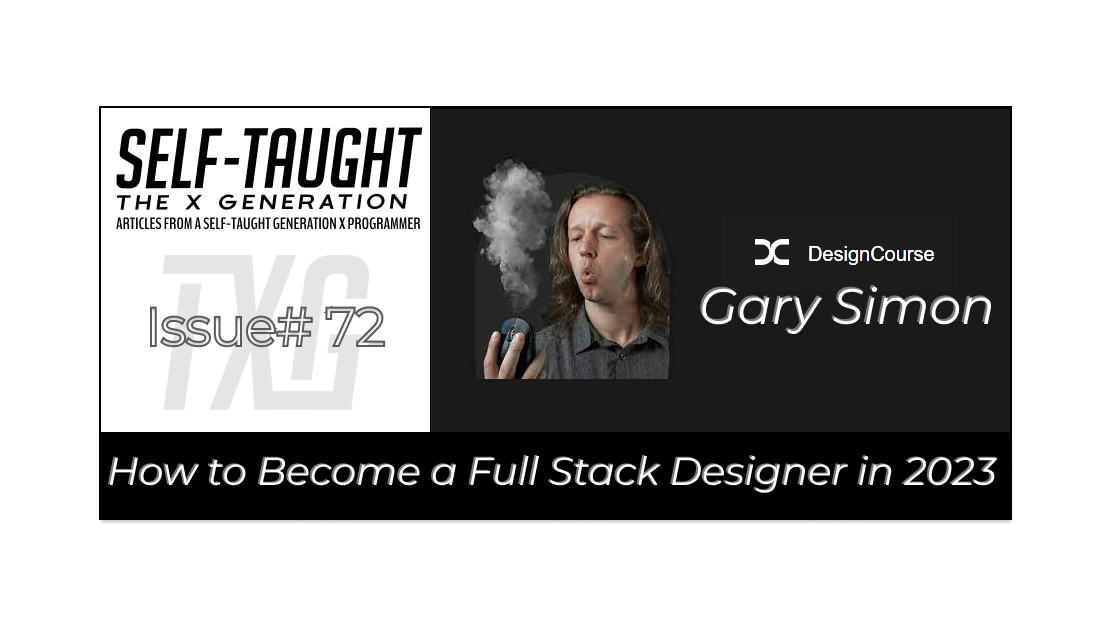 SELF-TAUGHT
THE X GENERATION
ARTICLES FROM A SELF-TAUGHT GENERATION X PROGRAMMER
TXG
Issue# 72
DesignCourse
Gary Simon
How to Become a Full Stack Designer in 2023